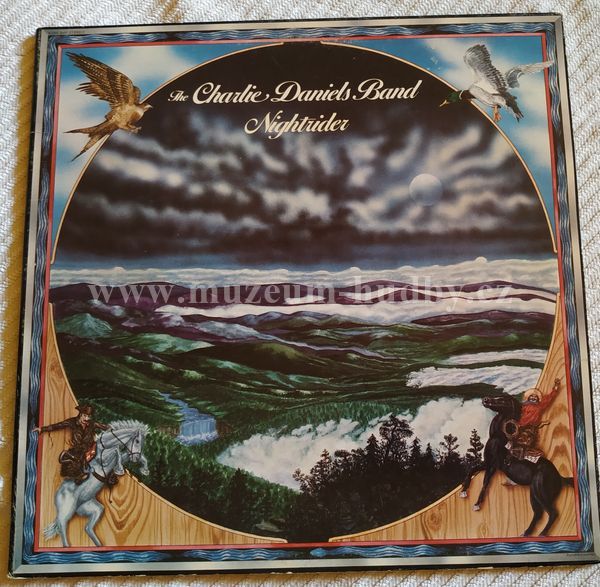 The Charlie Daniels Band
Nightrider
www.muzeum-hudby.cz